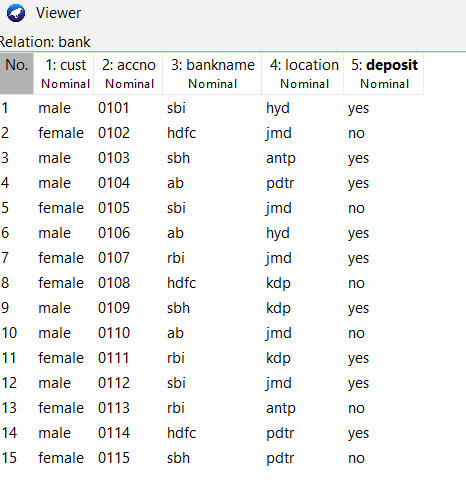 Viewer
Relation: bank
No. 1: cust 2: accno 3: bankname 4: location 5: deposit
Nominal Nominal Nominal Nominal Nominal
1 male 0101 sbi hyd yes
2 female 0102 hdfc jmd no
3 male 0103 sbh antp yes
4 male 0104 ab pdtr yes
5 female 0105 sbi jmd no
6 male 0106 ab hyd yes
7 female 0107 rbi jmd yes
8 female 0108 hdfc kdp no
9 male 0109 sbh kdp yes
10 male 0110 ab jmd no
11 female 0111 rbi kdp yes
12 male 0112 sbi jmd yes
13 female 0113 rbi antp no
14 male 0114 hdfc pdtr yes
15 female 0115 sbh pdtr no